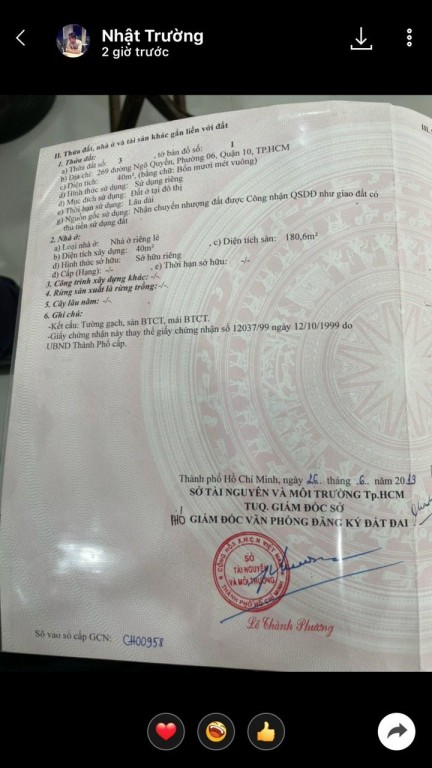 Nhật Trường
2 giờ trước
II. Thửa đất, nhà ở và tài sản khác gắn liền với đất
III.
1. Thửa đất:
a) Thửa đất số: 3 , tờ bản đồ số: 1
b) Địa chỉ: 269 đường Ngô Quyền, Phường 06, Quận 10, TP.HCM
c) Diện tích: 40m², (bằng chữ: Bốn mươi mét vuông)
d) Hình thức sử dụng: Sử dụng riêng
đ) Mục đích sử dụng: Đất ở tại đô thị
e) Thời hạn sử dụng: Lâu dài
g) Nguồn gốc sử dụng: Nhận chuyển nhượng đất được Công nhận QSDĐ như giao đất có
thu tiền sử dụng đất
2. Nhà ở:
a) Loại nhà ở: Nhà ở riêng lẻ
b) Diện tích xây dựng: 40m² , c) Diện tích sàn: 180,6m²
d) Hình thức sở hữu: Sở hữu riêng
đ) Cấp (Hạng): -/- , e) Thời hạn sở hữu: -/-
3. Công trình xây dựng khác: -/-.
4. Rừng sản xuất là rừng trồng:-/-.
5. Cây lâu năm: -/-.
6. Ghi chú:
-Kết cấu: Tường gạch, sàn BTCT, mái BTCT.
-Giấy chứng nhận này thay thế giấy chứng nhận số 12037/99 ngày 12/10/1999 do
UBND Thành Phố cấp.
Thành phố Hồ Chí Minh, ngày 26. tháng .6. năm 2013
SỞ TÀI NGUYÊN VÀ MÔI TRƯỜNG Tp.HCM
TUQ. GIÁM ĐỐC SỞ
PHÓ GIÁM ĐỐC VĂN PHÒNG ĐĂNG KÝ ĐẤT ĐAI
CỘNG HÒA X.H.C.N VIỆT NAM
SỞ
TÀI NGUYÊN
VÀ MÔI TRƯỜNG
THÀNH PHỐ HỒ CHÍ MINH
Lê Thành Phương
Số vào sổ cấp GCN: CH00958